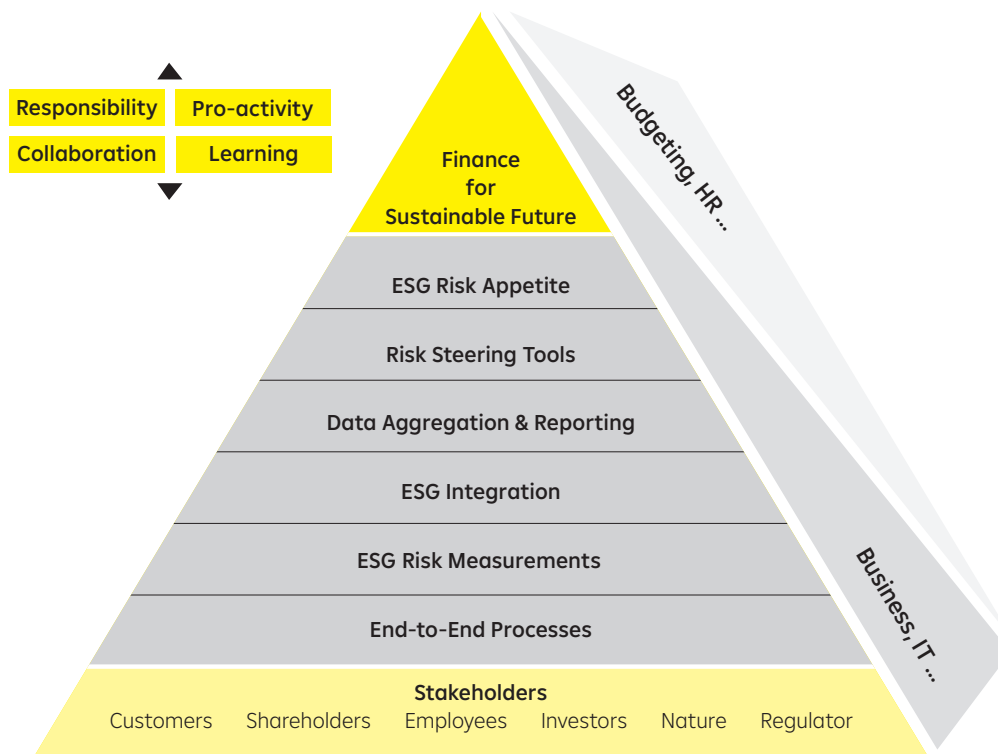 Responsibility
Pro-activity
Collaboration
Learning
Finance
for
Sustainable Future
ESG Risk Appetite
Risk Steering Tools
Data Aggregation & Reporting
ESG Integration
ESG Risk Measurements
End-to-End Processes
Stakeholders
Customers Shareholders Employees Investors Nature Regulator
Budgeting, HR ...
Business, IT ...